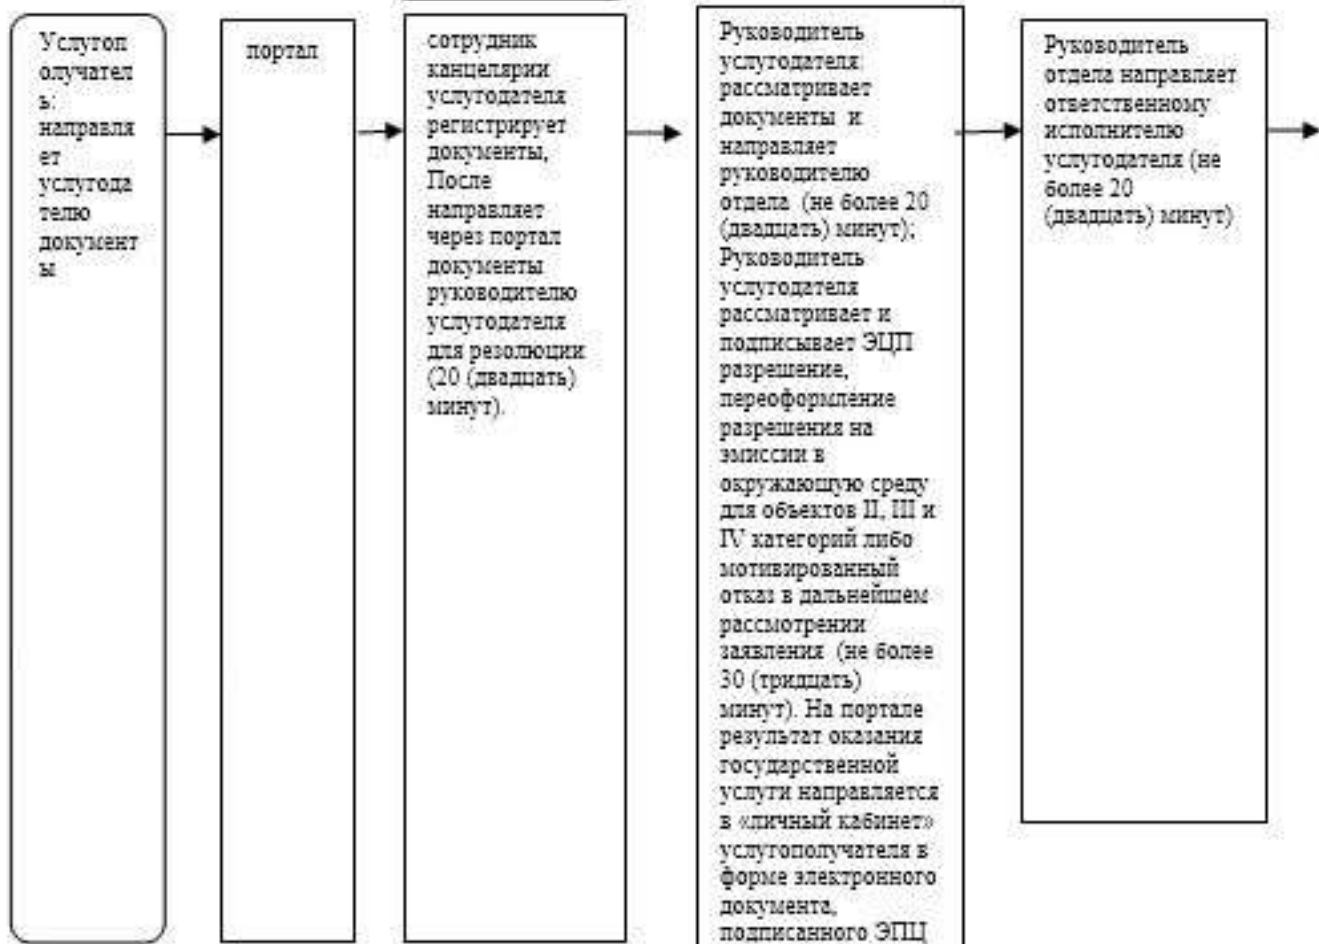 Услугоп
олучател
ь:
направля
ет
услугода
телю
документ
ы
портал
сотрудник
канцелярии
услугодателя
регистрирует
документы,
После
направляет
через портал
документы
руководителю
услугодателя
для резолюции
(20 (двадцать)
минут).
Руководитель
услугодателя
рассматривает
документы и
направляет
руководителю
отдела (не более 20
(двадцать) минут);
Руководитель
услугодателя
рассматривает и
подписывает ЭЦП
разрешение,
переоформление
разрешения на
эмиссии в
окружающую среду
для объектов II, III и
IV категорий либо
мотивированный
отказ в дальнейшем
рассмотрении
заявления (не более
30 (тридцать)
минут). На портале
результат оказания
государственной
услуги направляется
в «личный кабинет»
услугополучателя в
форме электронного
документа,
подписанного ЭПЦ
Руководитель
отдела направляет
ответственному
исполнителю
услугодателя (не
более 20
(двадцать) минут)